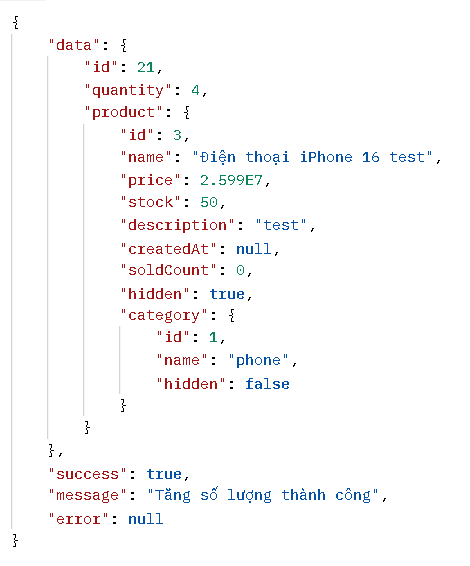 {
"data": {
"id": 21,
"quantity": 4,
"product": {
"id": 3,
"name": "Điện thoại iPhone 16 test",
"price": 2.599E7,
"stock": 50,
"description": "test",
"createdAt": null,
"soldCount": 0,
"hidden": true,
"category": {
"id": 1,
"name": "phone",
"hidden": false
}
}
},
"success": true,
"message": "Tăng số lượng thành công",
"error": null
}